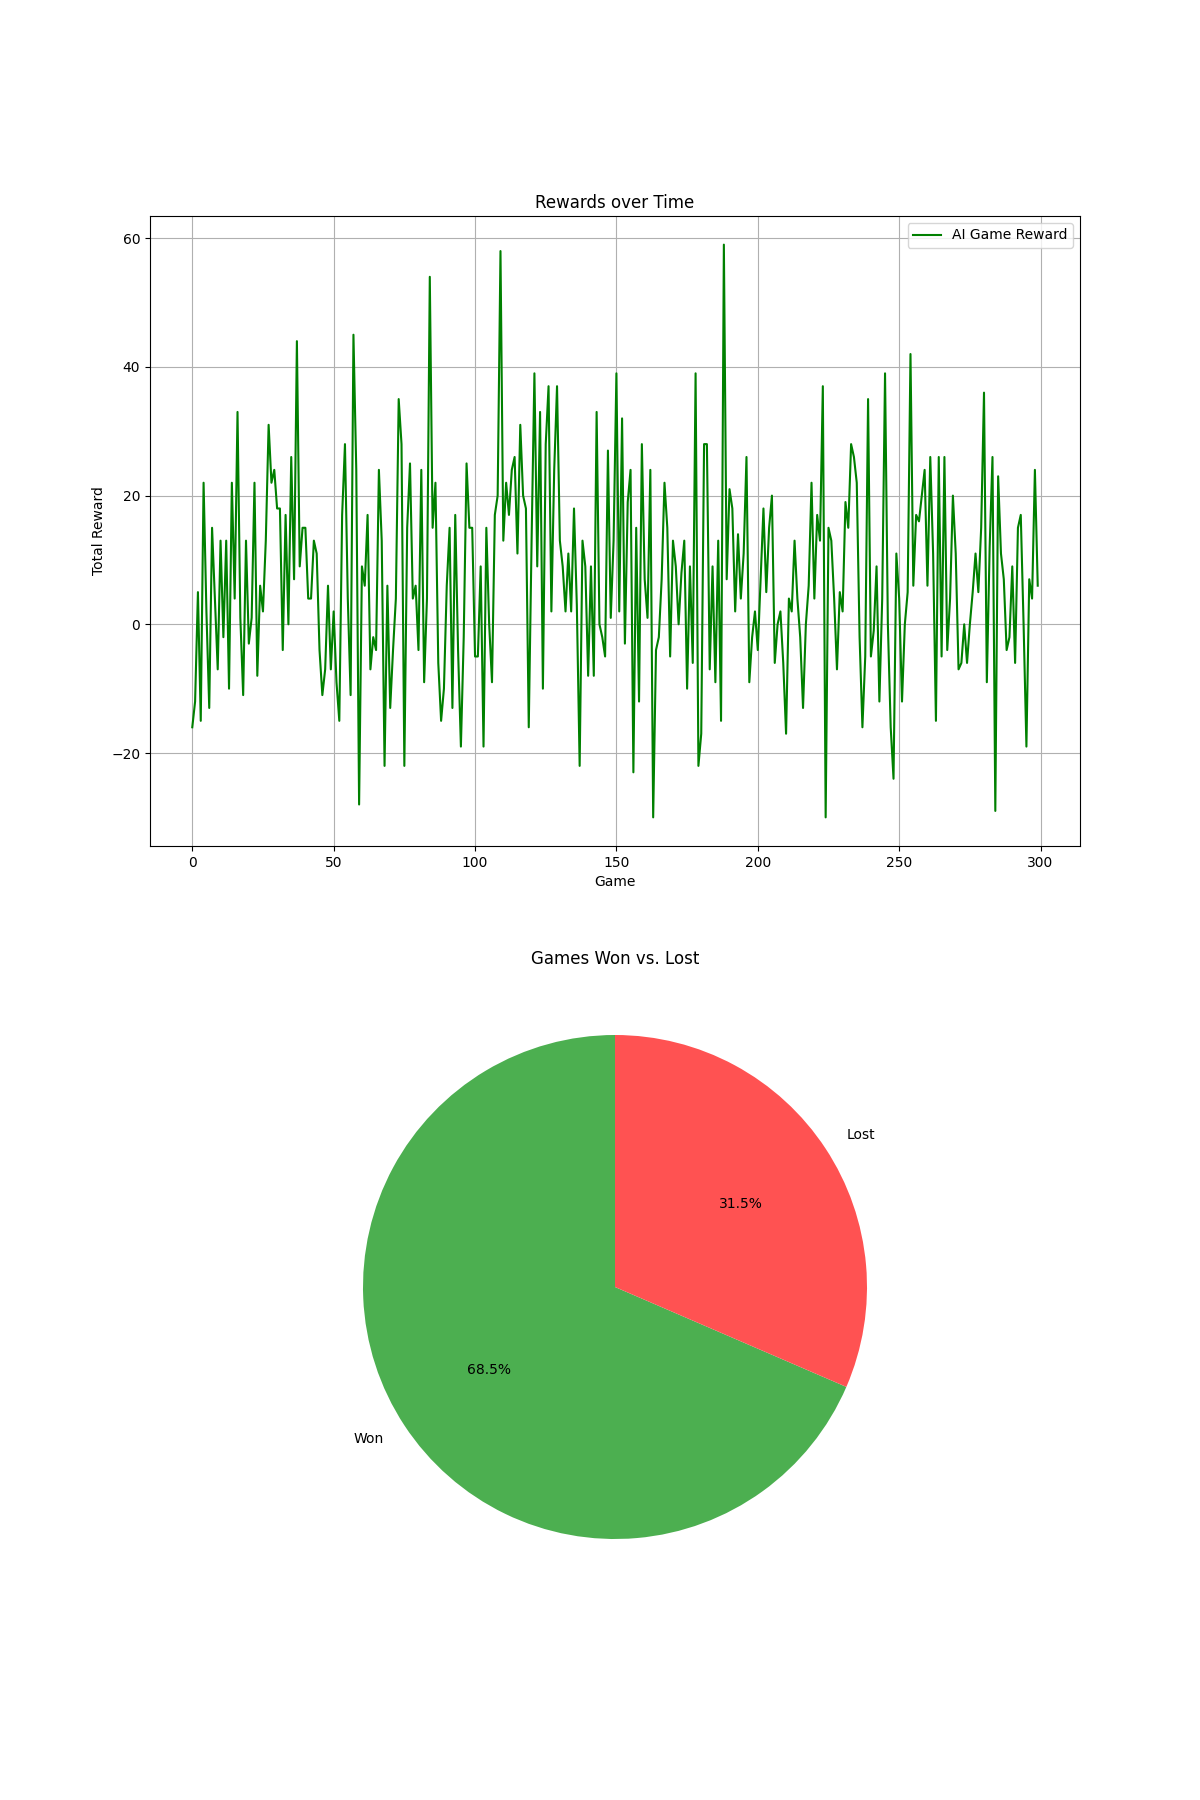 Rewards over Time
AI Game Reward
60
40
20
0
−20
Total Reward
0 50 100 150 200 250 300
Game
Games Won vs. Lost
Lost
31.5%
68.5%
Won